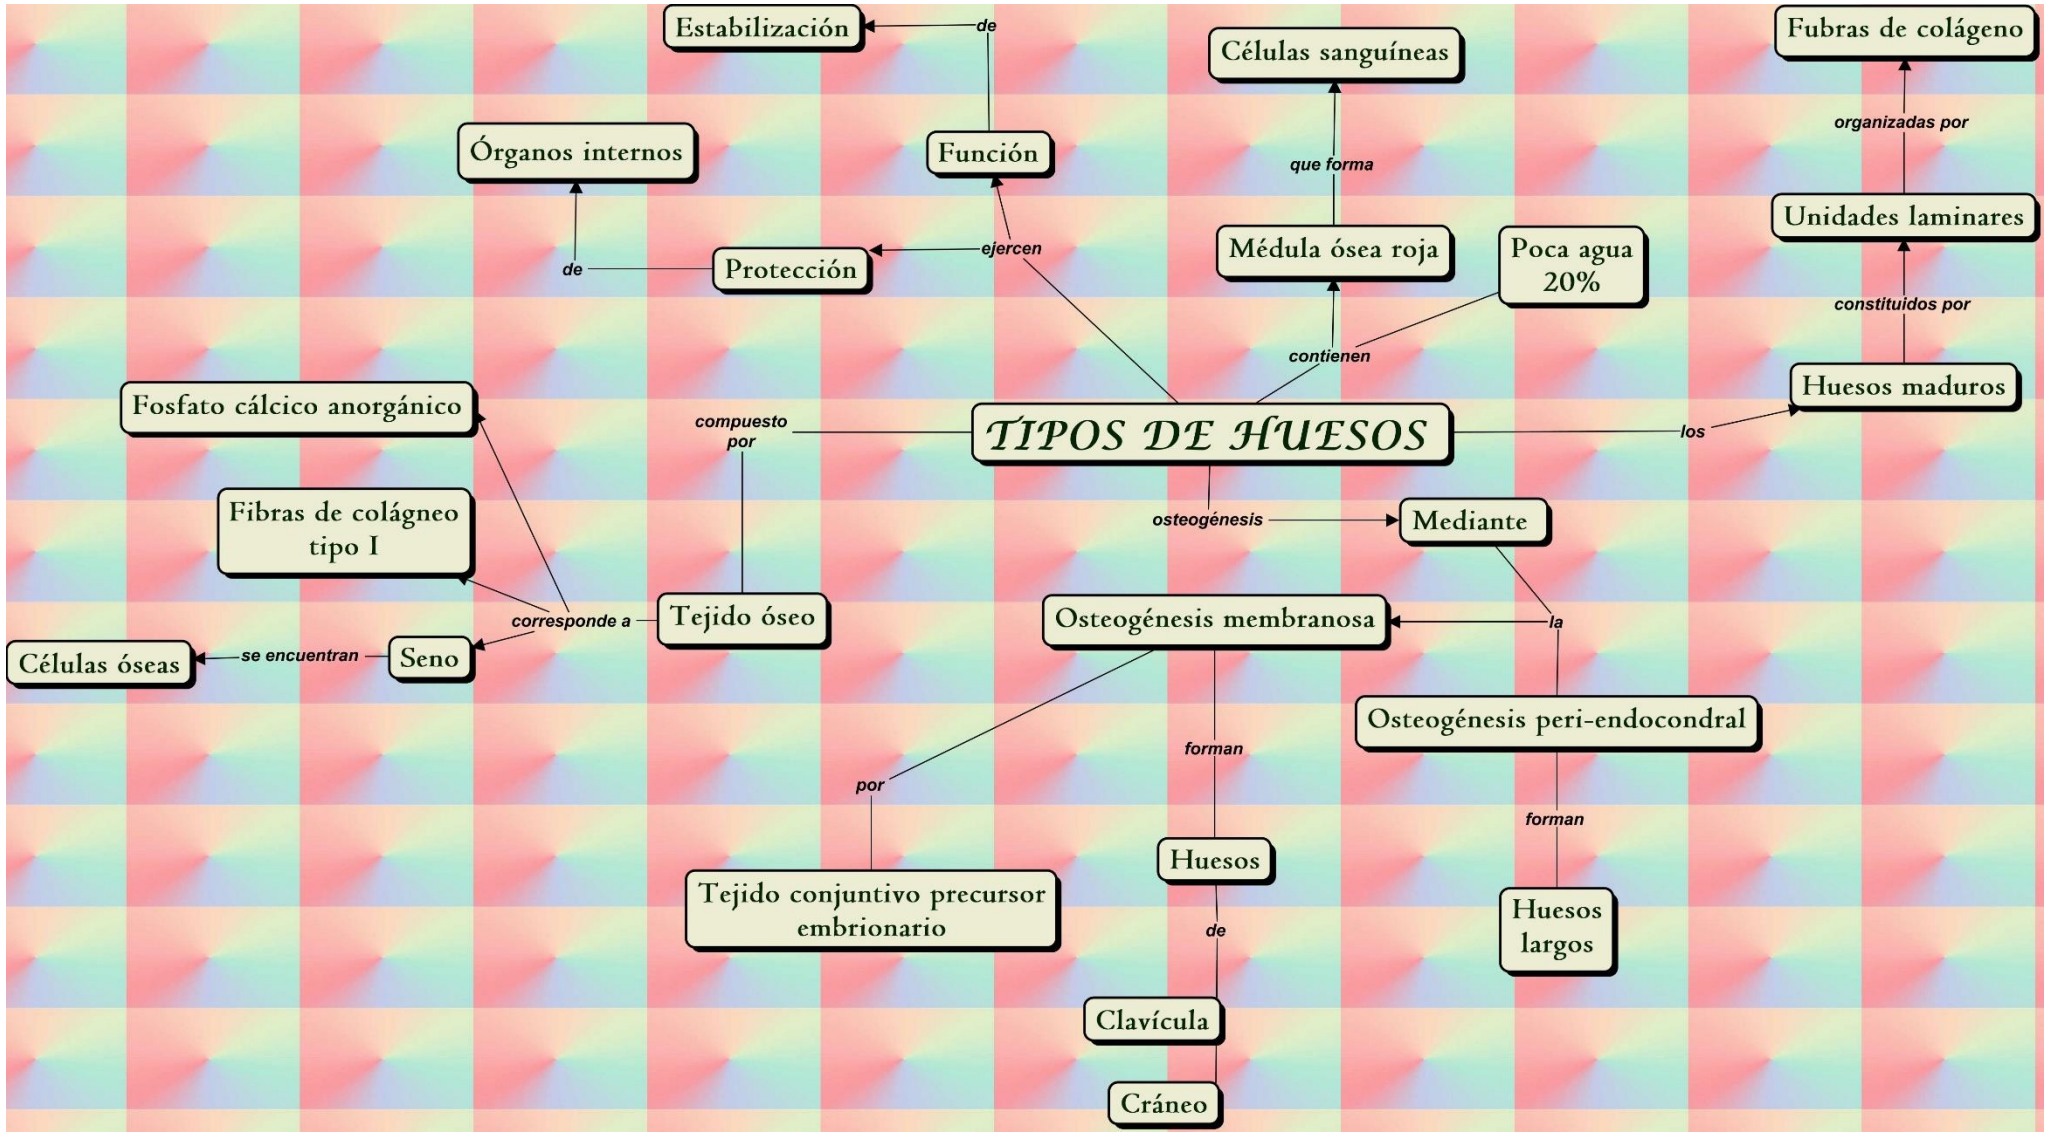 Estabilización
de
Células sanguíneas
Fubras de colágeno
organizadas por
Órganos internos
Función
que forma
Unidades laminares
ejercen
Médula ósea roja
Poca agua
20%
de
Protección
constituidos por
contienen
Huesos maduros
Fosfato cálcico anorgánico
compuesto
por
TIPOS DE HUESOS
los
Fibras de colágneo
tipo I
osteogénesis
Mediante
corresponde a
Tejido óseo
Osteogénesis membranosa
la
Células óseas
se encuentran
Seno
Osteogénesis peri-endocondral
forman
por
forman
Huesos
Tejido conjuntivo precursor
embrionario
de
Huesos
largos
Clavícula
Cráneo